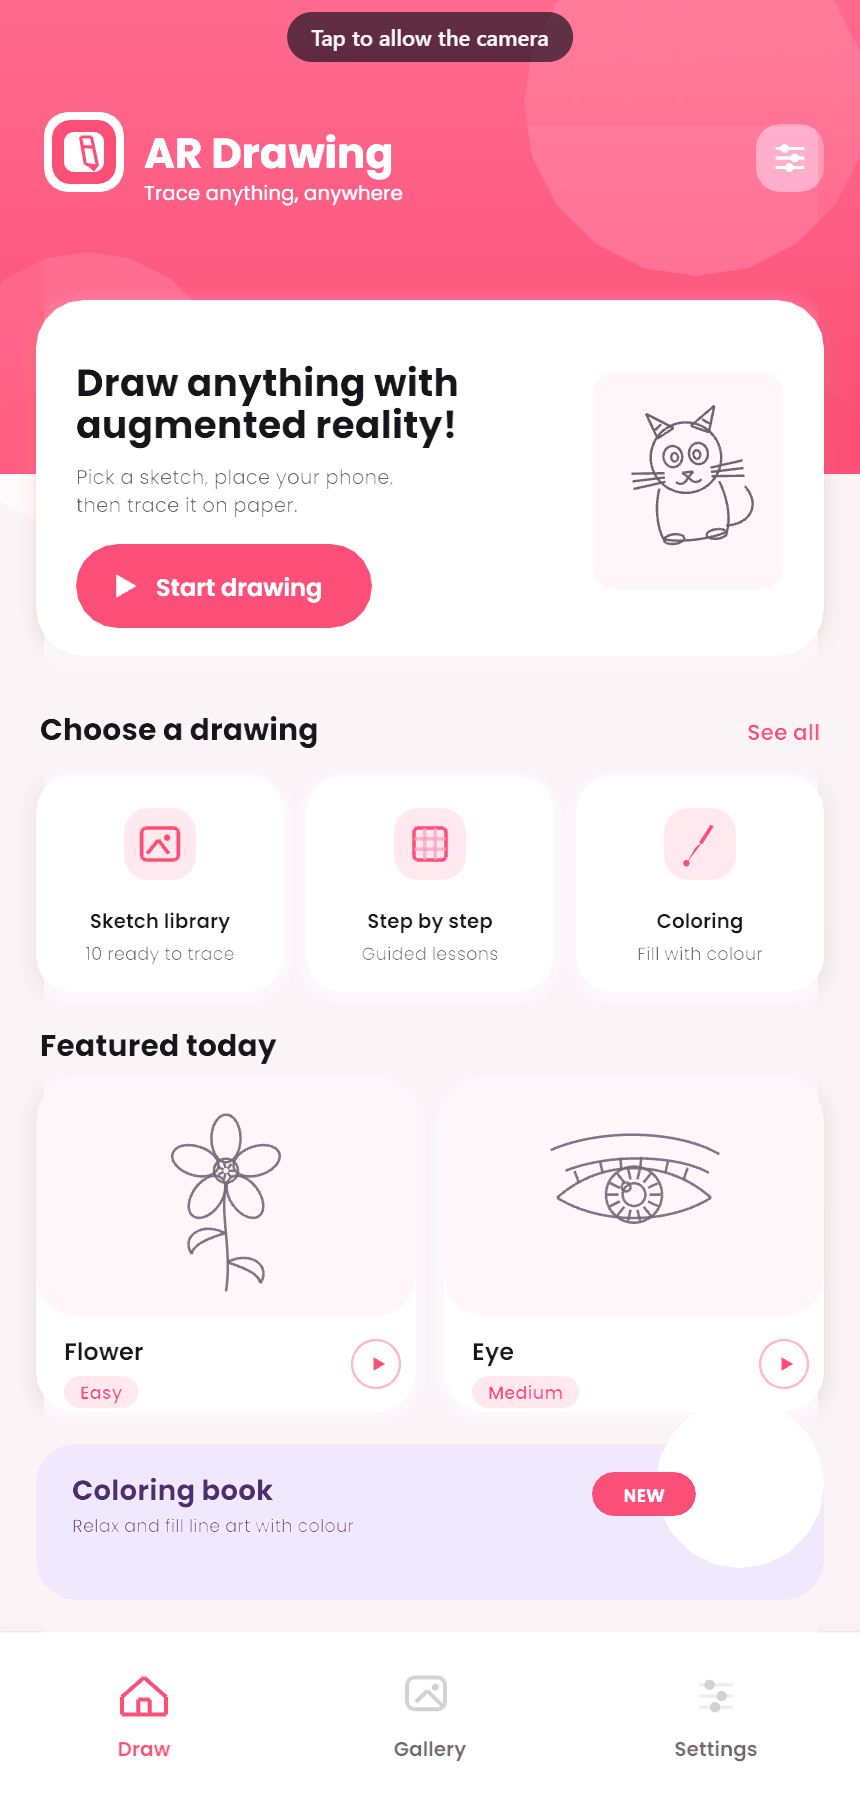 Tap to allow the camera
AR Drawing
Trace anything, anywhere
Draw anything with
augmented reality!
Pick a sketch, place your phone,
then trace it on paper.
Start drawing
Choose a drawing
See all
Sketch library
10 ready to trace
Step by step
Guided lessons
Coloring
Fill with colour
Featured today
Flower
Easy
Eye
Medium
Coloring book
NEW
Relax and fill line art with colour
Draw
Gallery
Settings